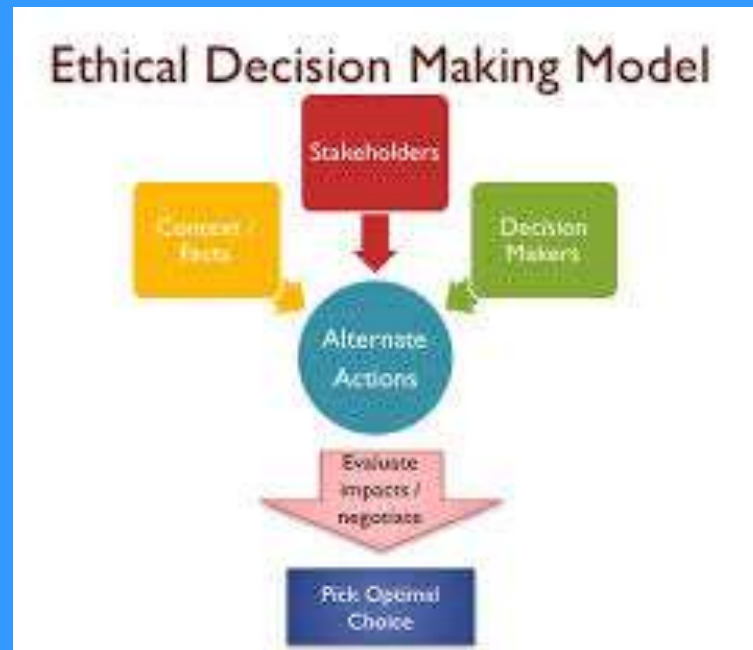 Ethical Decision Making Model
Stakeholders
Context /
Facts
Decision
Makers
Alternate
Actions
Evaluate
impacts /
negotiate
Pick Optimal
Choice